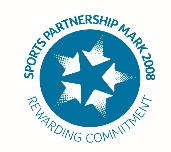 SPORTS PARTNERSHIP MARK 2008
REWARDING COMMITMENT